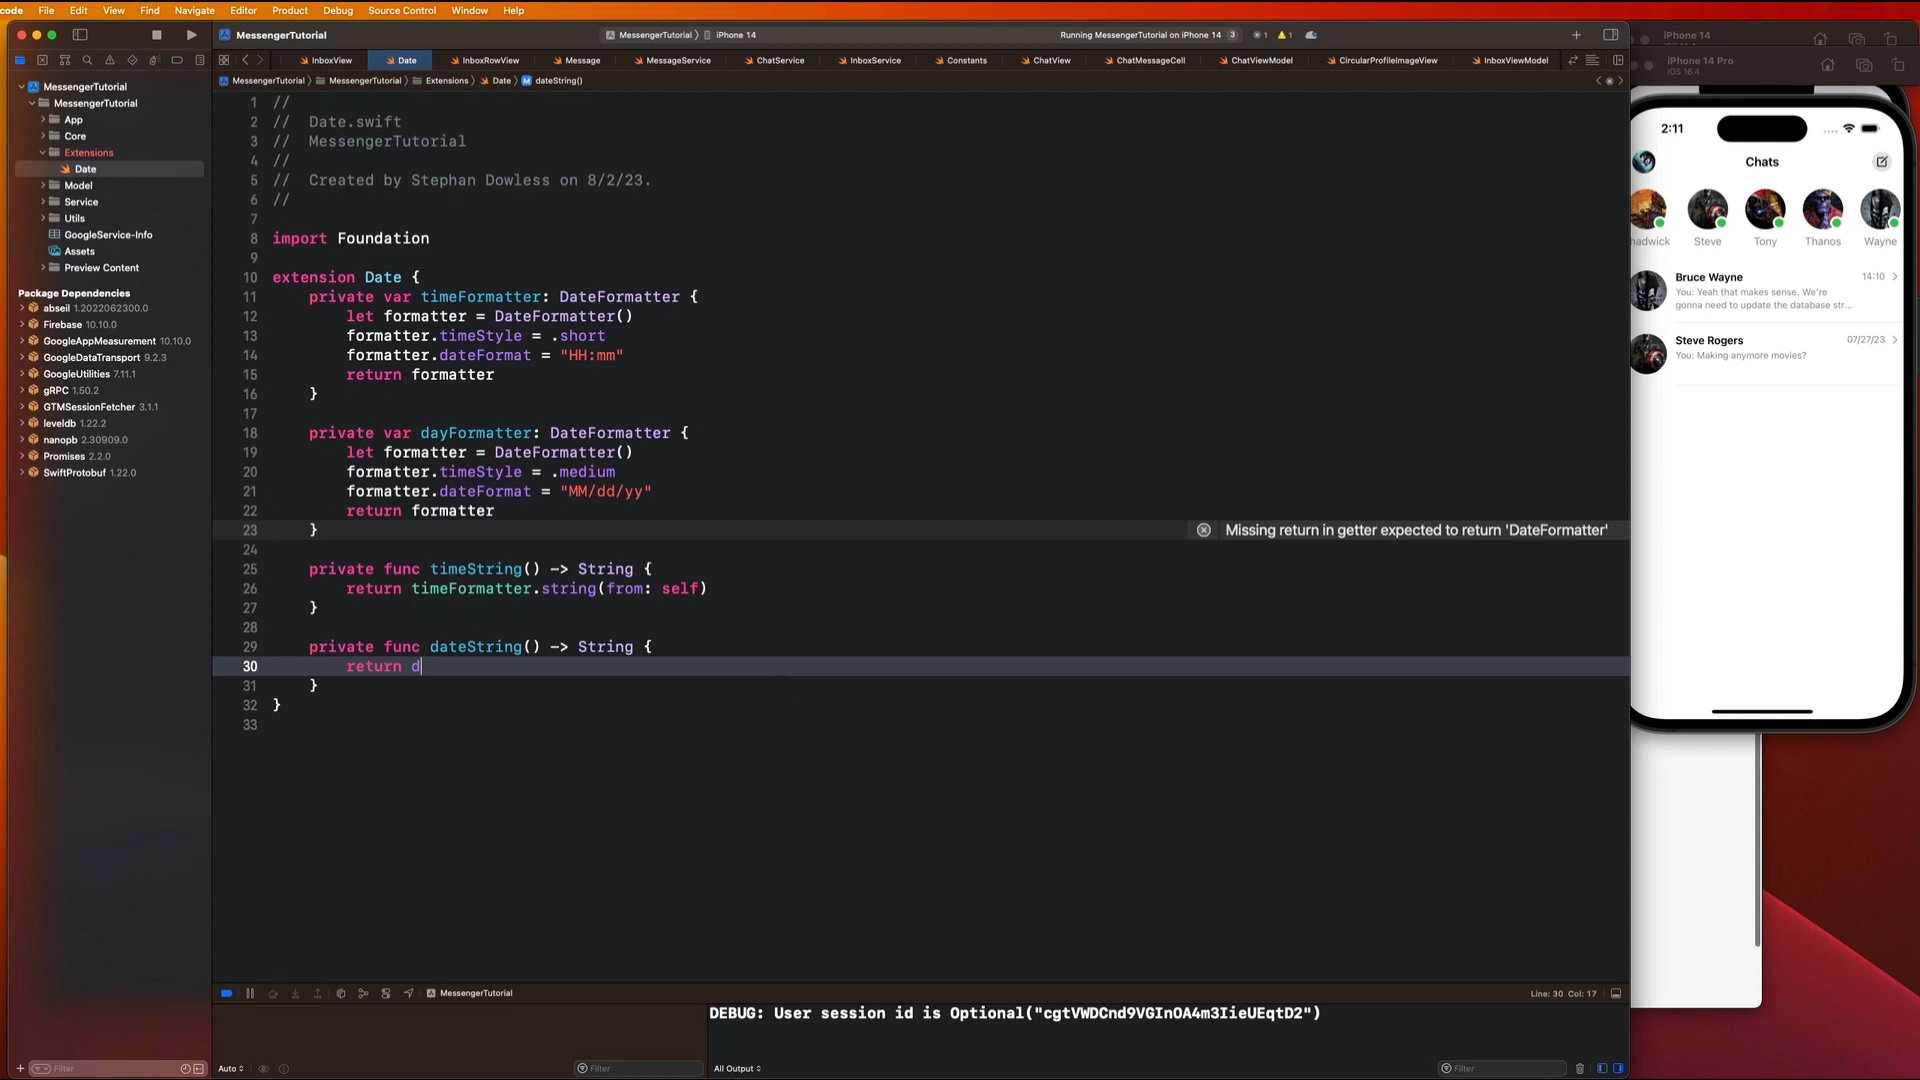 code File Edit View Find Navigate Editor Product Debug Source Control Window Help
MessengerTutorial
MessengerTutorial 〉 iPhone 14
Running MessengerTutorial on iPhone 14 3
1 1
InboxView Date InboxRowView Message MessageService ChatService InboxService Constants ChatView ChatMessageCell ChatViewModel CircularProfileImageView InboxViewModel
MessengerTutorial 〉 MessengerTutorial 〉 Extensions 〉 Date 〉 M dateString()
MessengerTutorial
MessengerTutorial
App
Core
Extensions
Date
Model
Service
Utils
GoogleService-Info
Assets
Preview Content
Package Dependencies
abseil 1.2022062300.0
Firebase 10.10.0
GoogleAppMeasurement 10.10.0
GoogleDataTransport 9.2.3
GoogleUtilities 7.11.1
gRPC 1.50.2
GTMSessionFetcher 3.1.1
leveldb 1.22.2
nanopb 2.30909.0
Promises 2.2.0
SwiftProtobuf 1.22.0
Filter
1 //
2 // Date.swift
3 // MessengerTutorial
4 //
5 // Created by Stephan Dowless on 8/2/23.
6 //
7
8 import Foundation
9
10 extension Date {
11 private var timeFormatter: DateFormatter {
12 let formatter = DateFormatter()
13 formatter.timeStyle = .short
14 formatter.dateFormat = "HH:mm"
15 return formatter
16 }
17
18 private var dayFormatter: DateFormatter {
19 let formatter = DateFormatter()
20 formatter.timeStyle = .medium
21 formatter.dateFormat = "MM/dd/yy"
22 return formatter
23 } Missing return in getter expected to return 'DateFormatter'
24
25 private func timeString() -> String {
26 return timeFormatter.string(from: self)
27 }
28
29 private func dateString() -> String {
30 return d
31 }
32 }
33
MessengerTutorial
Line: 30 Col: 17
DEBUG: User session id is Optional("cgtVWDCnd9VGInOA4m3IieUEqtD2")
Auto
Filter
All Output
Filter
iPhone 14
iPhone 14 Pro
iOS 16.4
2:11
Chats
hadwick Steve Tony Thanos Wayne
Bruce Wayne 14:10
You: Yeah that makes sense. We're
gonna need to update the database str...
Steve Rogers 07/27/23
You: Making anymore movies?